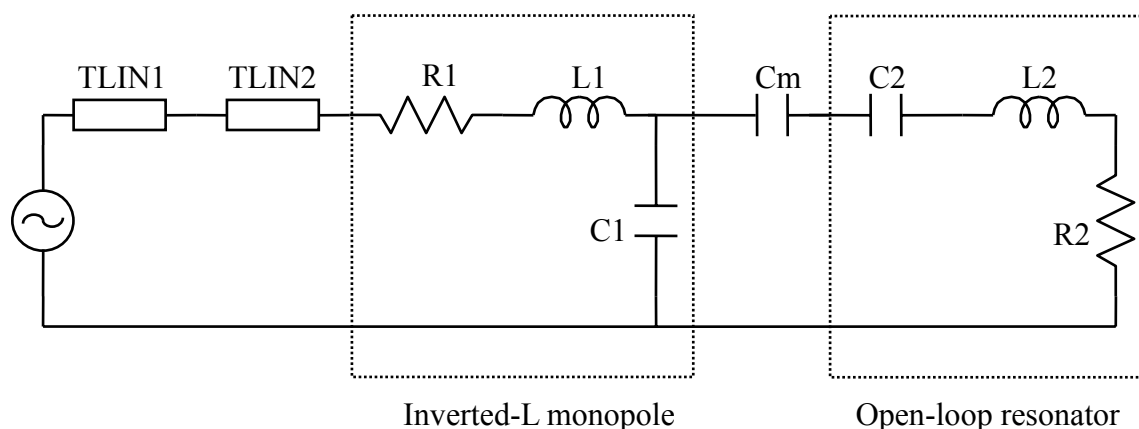 TLIN1
TLIN2
R1
L1
Cm
C2
L2
C1
R2
Inverted-L monopole
Open-loop resonator